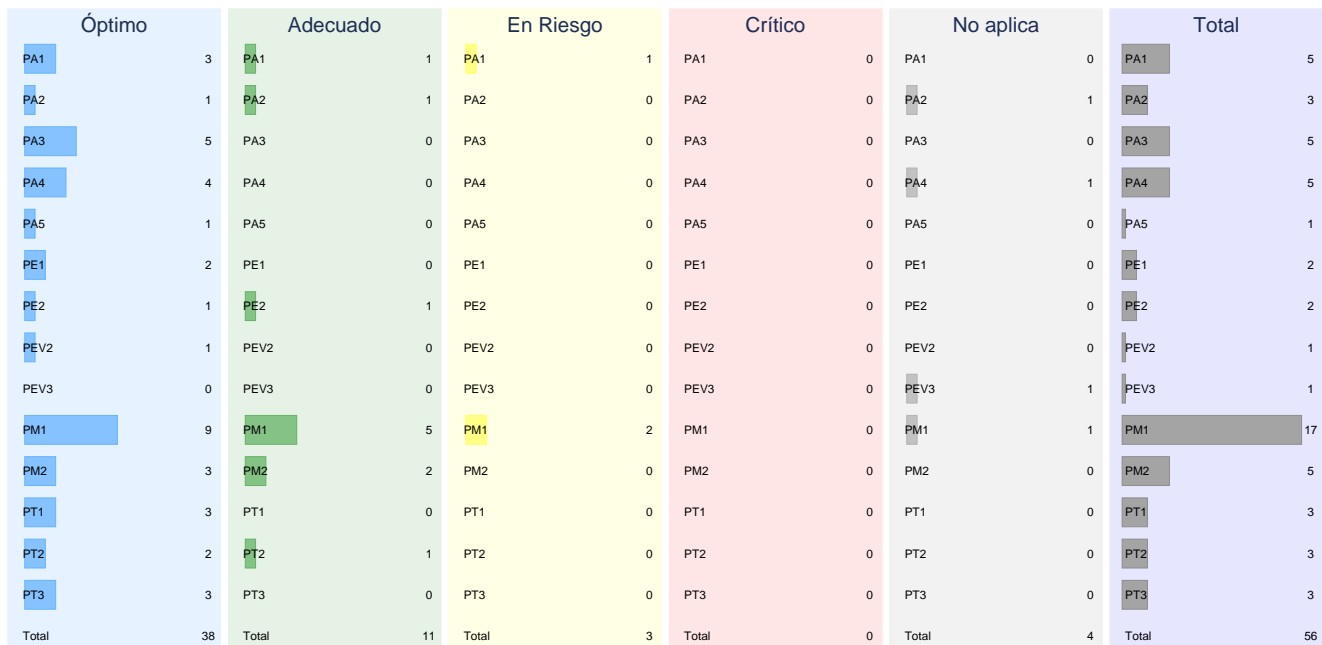 Óptimo Adecuado En Riesgo Crítico No aplica Total
PA1 3 PA1 1 PA1 1 PA1 0 PA1 0 PA1 5
PA2 1 PA2 1 PA2 0 PA2 0 PA2 1 PA2 3
PA3 5 PA3 0 PA3 0 PA3 0 PA3 0 PA3 5
PA4 4 PA4 0 PA4 0 PA4 0 PA4 1 PA4 5
PA5 1 PA5 0 PA5 0 PA5 0 PA5 0 PA5 1
PE1 2 PE1 0 PE1 0 PE1 0 PE1 0 PE1 2
PE2 1 PE2 1 PE2 0 PE2 0 PE2 0 PE2 2
PEV2 1 PEV2 0 PEV2 0 PEV2 0 PEV2 0 PEV2 1
PEV3 0 PEV3 0 PEV3 0 PEV3 0 PEV3 1 PEV3 1
PM1 9 PM1 5 PM1 2 PM1 0 PM1 1 PM1 17
PM2 3 PM2 2 PM2 0 PM2 0 PM2 0 PM2 5
PT1 3 PT1 0 PT1 0 PT1 0 PT1 0 PT1 3
PT2 2 PT2 1 PT2 0 PT2 0 PT2 0 PT2 3
PT3 3 PT3 0 PT3 0 PT3 0 PT3 0 PT3 3
Total 38 Total 11 Total 3 Total 0 Total 4 Total 56